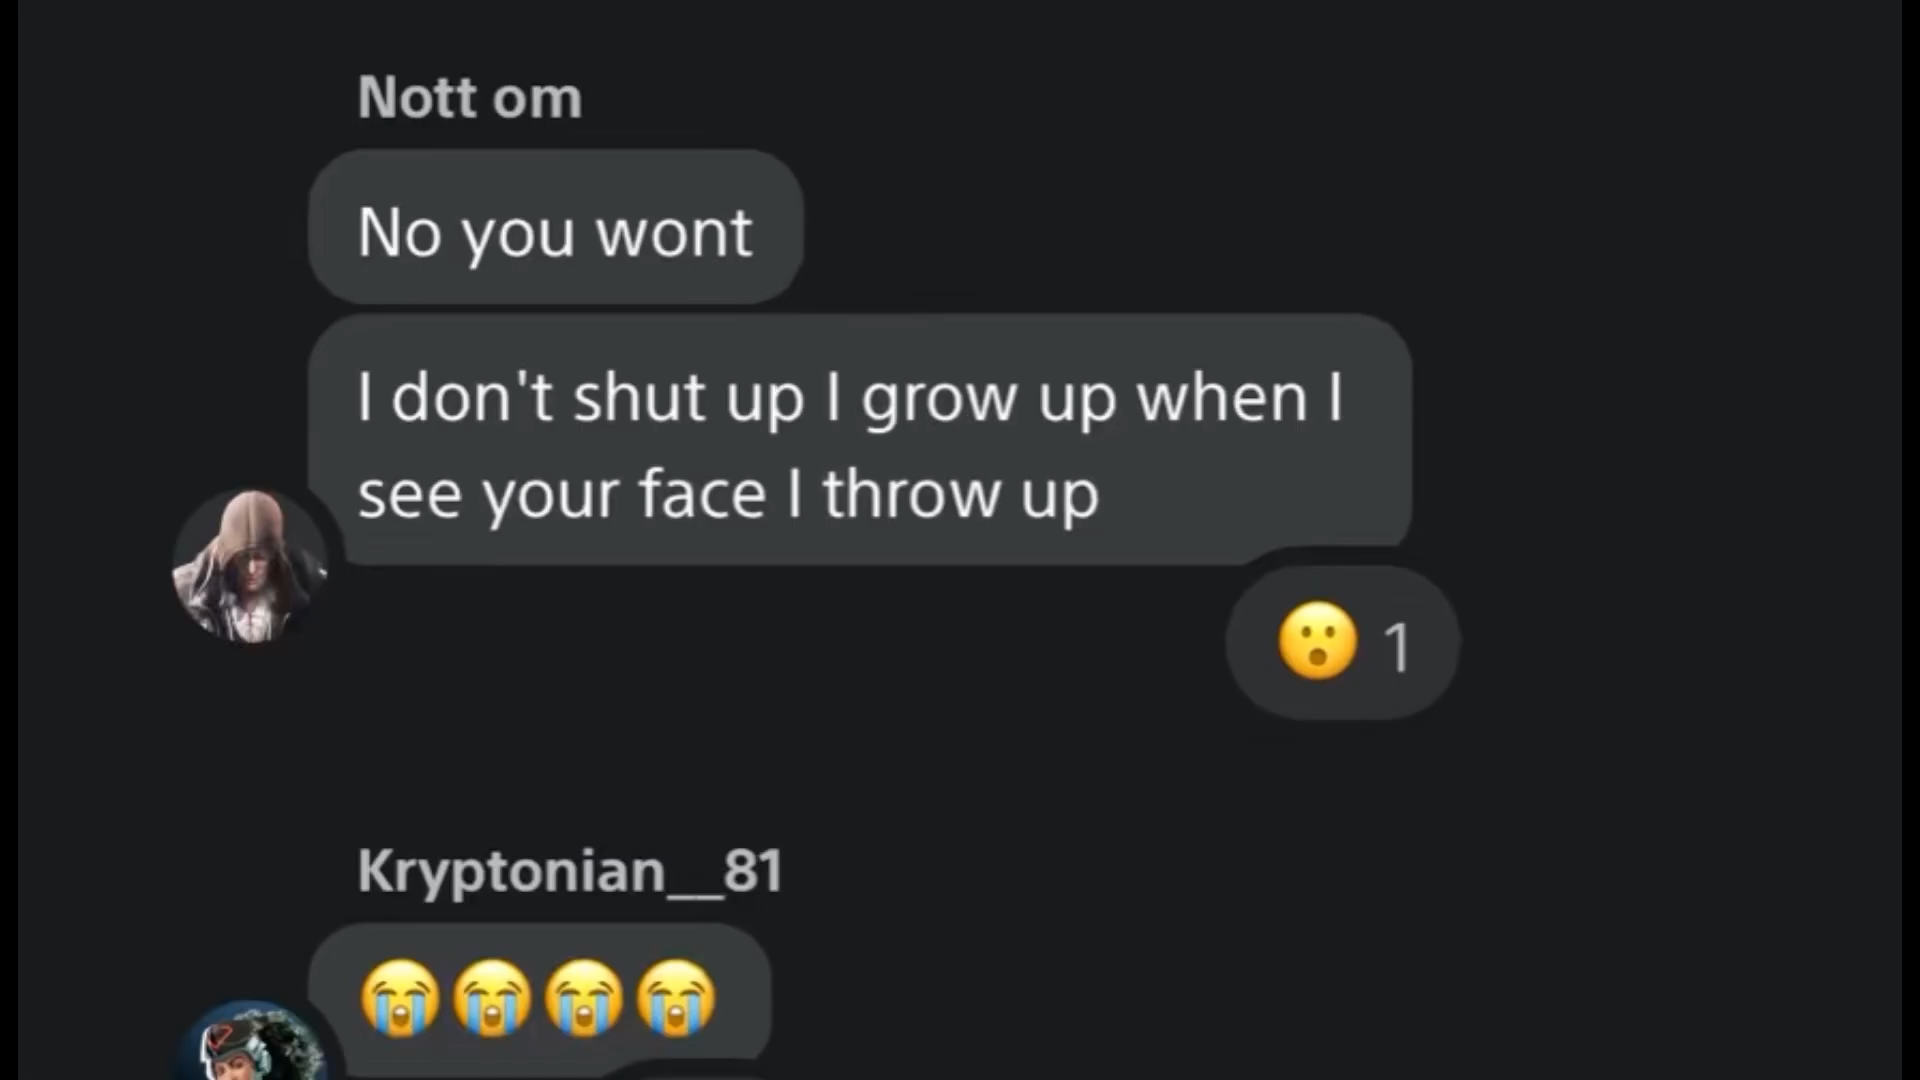 Nott om
No you wont
I don't shut up I grow up when I
see your face I throw up
😮 1
Kryptonian__81
😭😭😭😭